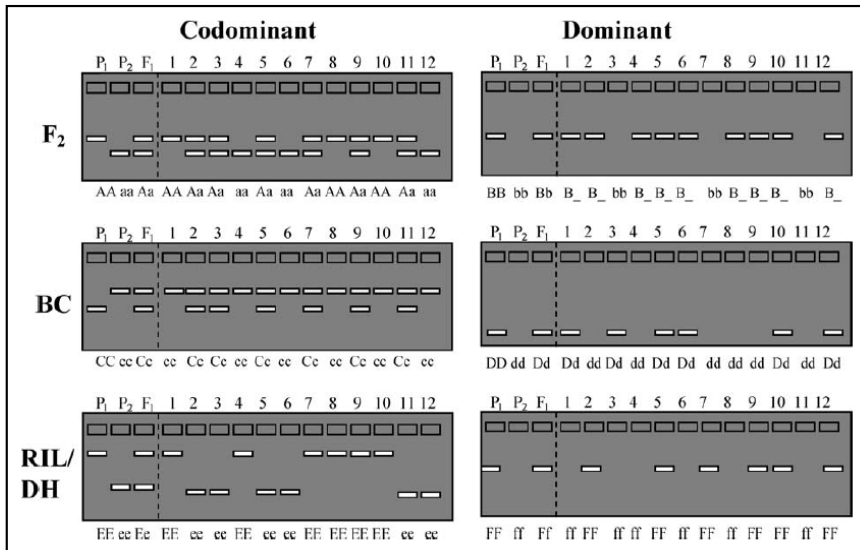 Codominant
Dominant
P₁ P₂ F₁ 1 2 3 4 5 6 7 8 9 10 11 12
P₁ P₂ F₁ 1 2 3 4 5 6 7 8 9 10 11 12
F₂
AA aa Aa AA Aa Aa aa Aa aa Aa AA Aa AA Aa aa
BB bb Bb B_ B_ bb B_ B_ B_ bb B_ B_ B_ bb B_
P₁ P₂ F₁ 1 2 3 4 5 6 7 8 9 10 11 12
P₁ P₂ F₁ 1 2 3 4 5 6 7 8 9 10 11 12
BC
CC cc Cc cc Cc Cc cc Cc cc Cc cc Cc cc Cc cc
DD dd Dd Dd dd Dd dd Dd Dd dd dd dd Dd dd Dd
P₁ P₂ F₁ 1 2 3 4 5 6 7 8 9 10 11 12
P₁ P₂ F₁ 1 2 3 4 5 6 7 8 9 10 11 12
RIL/
DH
EE ee Ee EE ee ee EE ee ee EE EE EE EE ee ee
FF ff Ff ff FF ff ff FF ff FF ff FF FF ff FF